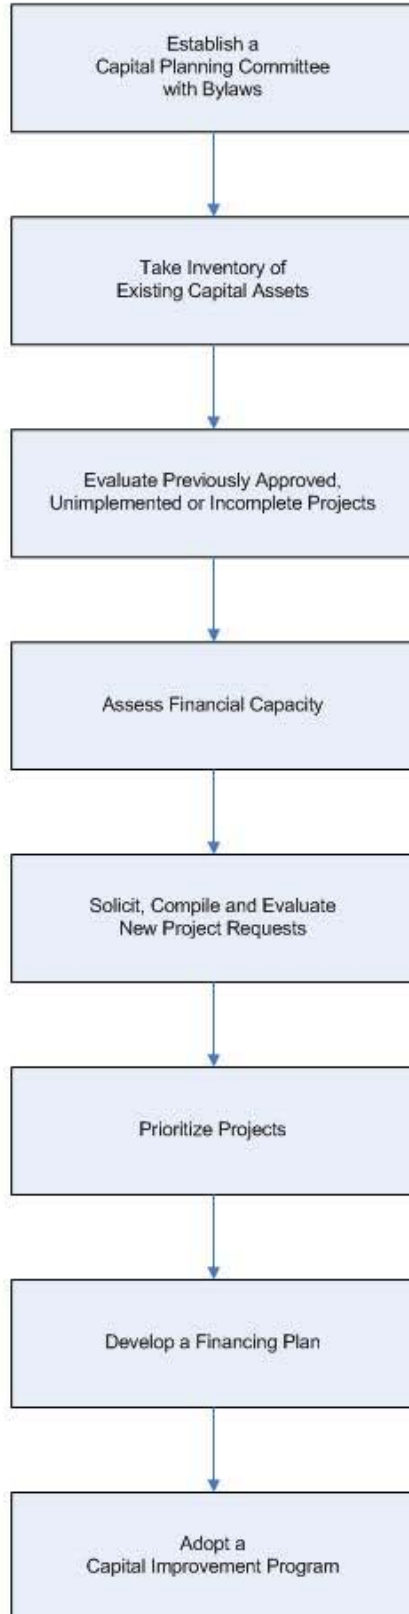 Establish a
Capital Planning Committee
with Bylaws
Take Inventory of
Existing Capital Assets
Evaluate Previously Approved,
Unimplemented or Incomplete Projects
Assess Financial Capacity
Solicit, Compile and Evaluate
New Project Requests
Prioritize Projects
Develop a Financing Plan
Adopt a
Capital Improvement Program